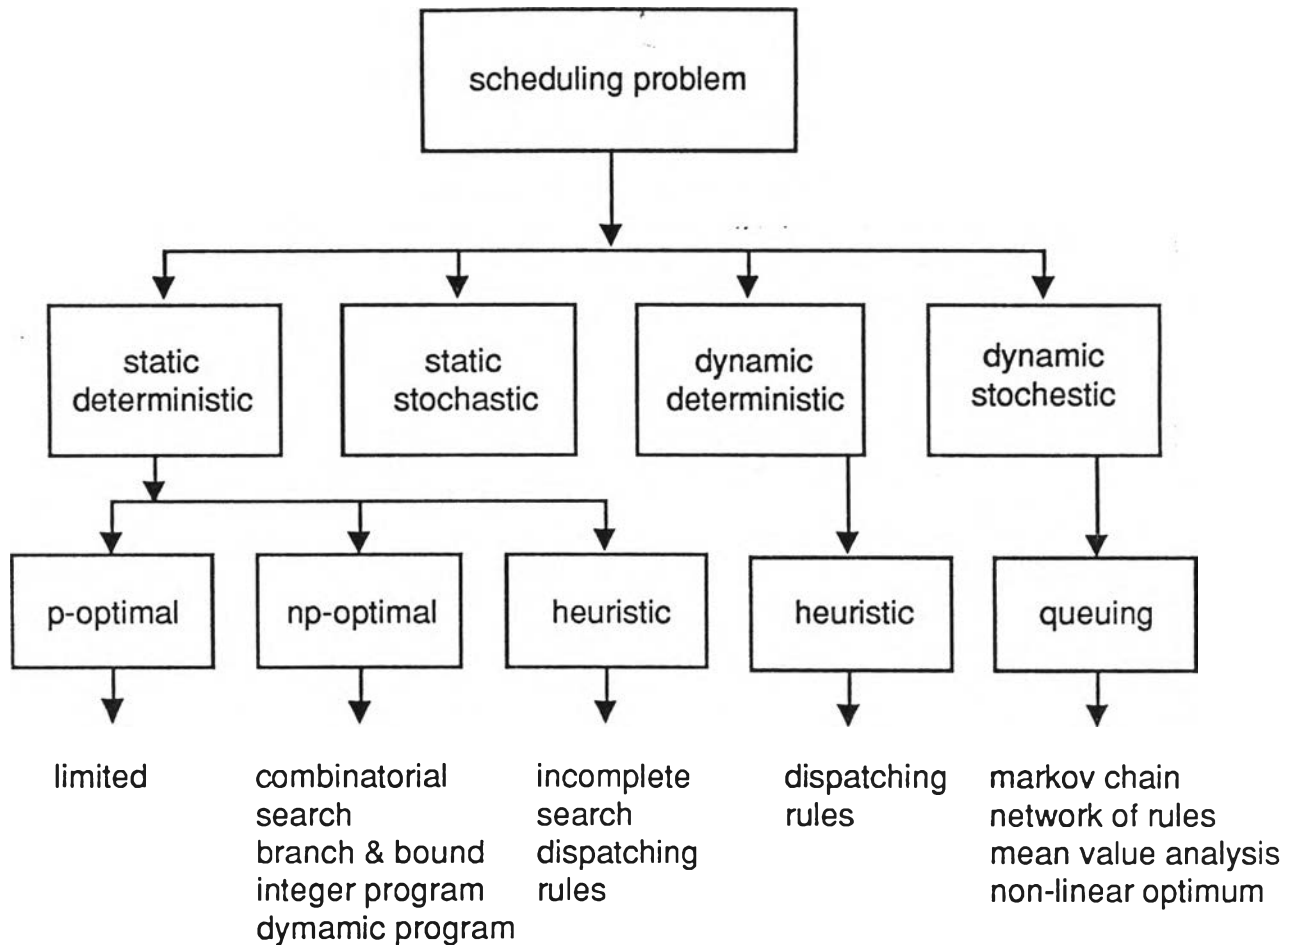 scheduling problem
static
deterministic
static
stochastic
dynamic
deterministic
dynamic
stochestic
p-optimal
np-optimal
heuristic
heuristic
queuing
limited
combinatorial
search
branch & bound
integer program
dymamic program
incomplete
search
dispatching
rules
dispatching
rules
markov chain
network of rules
mean value analysis
non-linear optimum